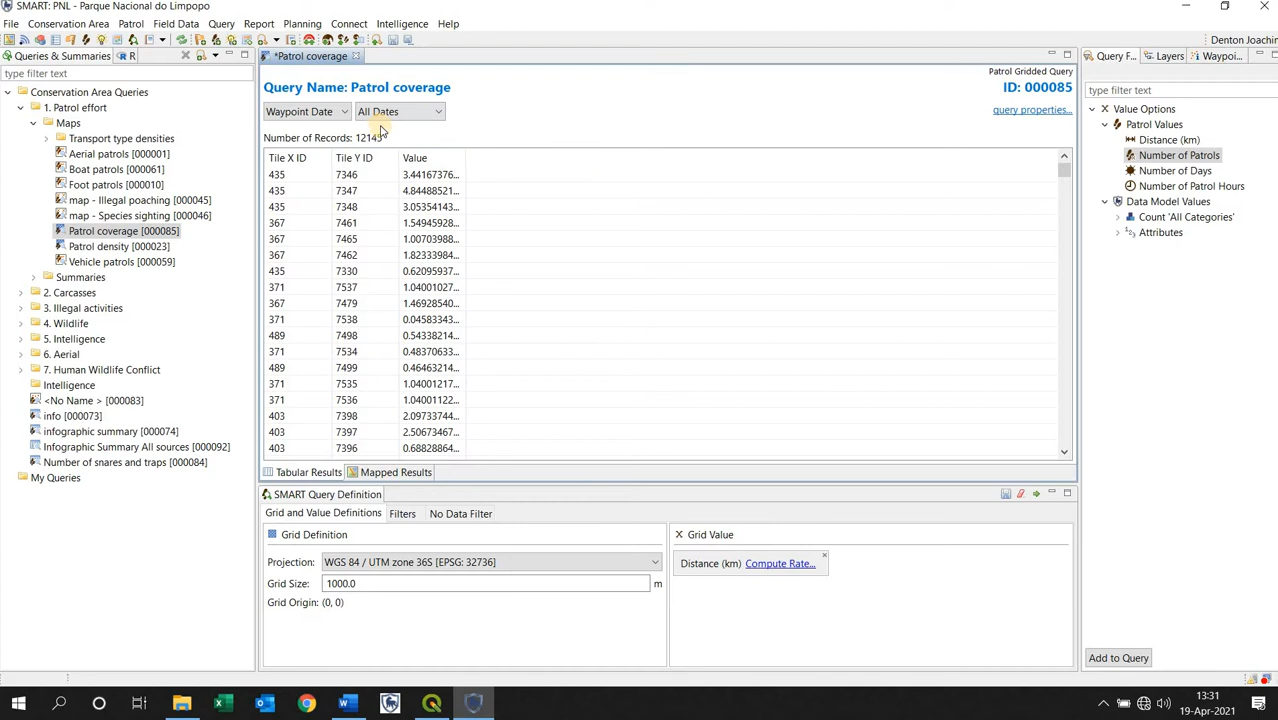 SMART: PNL - Parque Nacional do Limpopo
File Conservation Area Patrol Field Data Query Report Planning Connect Intelligence Help
Denton Joachin
Queries & Summaries R
type filter text
Conservation Area Queries
1. Patrol effort
Maps
Transport type densities
Aerial patrols [000001]
Boat patrols [000061]
Foot patrols [000010]
map - Illegal poaching [000045]
map - Species sighting [000046]
Patrol coverage [000085]
Patrol density [000023]
Vehicle patrols [000059]
Summaries
2. Carcasses
3. Illegal activities
4. Wildlife
5. Intelligence
6. Aerial
7. Human Wildlife Conflict
Intelligence
<No Name > [000083]
info [000073]
infographic summary [000074]
Infographic Summary All sources [000092]
Number of snares and traps [000084]
My Queries
*Patrol coverage
Patrol Gridded Query
Query Name: Patrol coverage
ID: 000085
Waypoint Date All Dates
query properties...
Number of Records: 12145
Tile X ID Tile Y ID Value
435 7346 3.44167376...
435 7347 4.84488521...
435 7348 3.05354143...
367 7461 1.54945928...
367 7465 1.00703988...
367 7462 1.82333984...
435 7330 0.62095937...
371 7537 1.04001027...
367 7479 1.46928540...
371 7538 0.04583343...
489 7498 0.54338214...
371 7534 0.48370633...
489 7499 0.46463214...
371 7535 1.04001217...
371 7536 1.04001122...
403 7398 2.09733744...
403 7397 2.50673467...
403 7396 0.68828864...
Tabular Results Mapped Results
SMART Query Definition
Grid and Value Definitions Filters No Data Filter
Grid Definition
Projection: WGS 84 / UTM zone 36S [EPSG: 32736]
Grid Size: 1000.0 m
Grid Origin: (0, 0)
Grid Value
Distance (km) Compute Rate...
Query F... Layers Waypoi...
type filter text
Value Options
Patrol Values
Distance (km)
Number of Patrols
Number of Days
Number of Patrol Hours
Data Model Values
Count 'All Categories'
Attributes
Add to Query
13:31
19-Apr-2021